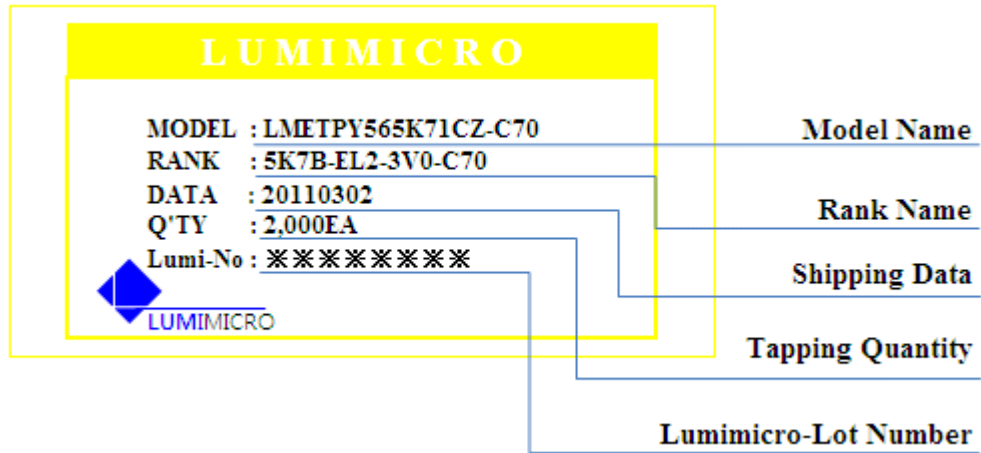 LUMIMICRO
MODEL : LMETPY565K71CZ-C70
RANK : 5K7B-EL2-3V0-C70
DATA : 20110302
Q'TY : 2,000EA
Lumi-No : ※※※※※※※※
LUMIMICRO
Model Name
Rank Name
Shipping Data
Tapping Quantity
Lumimicro-Lot Number